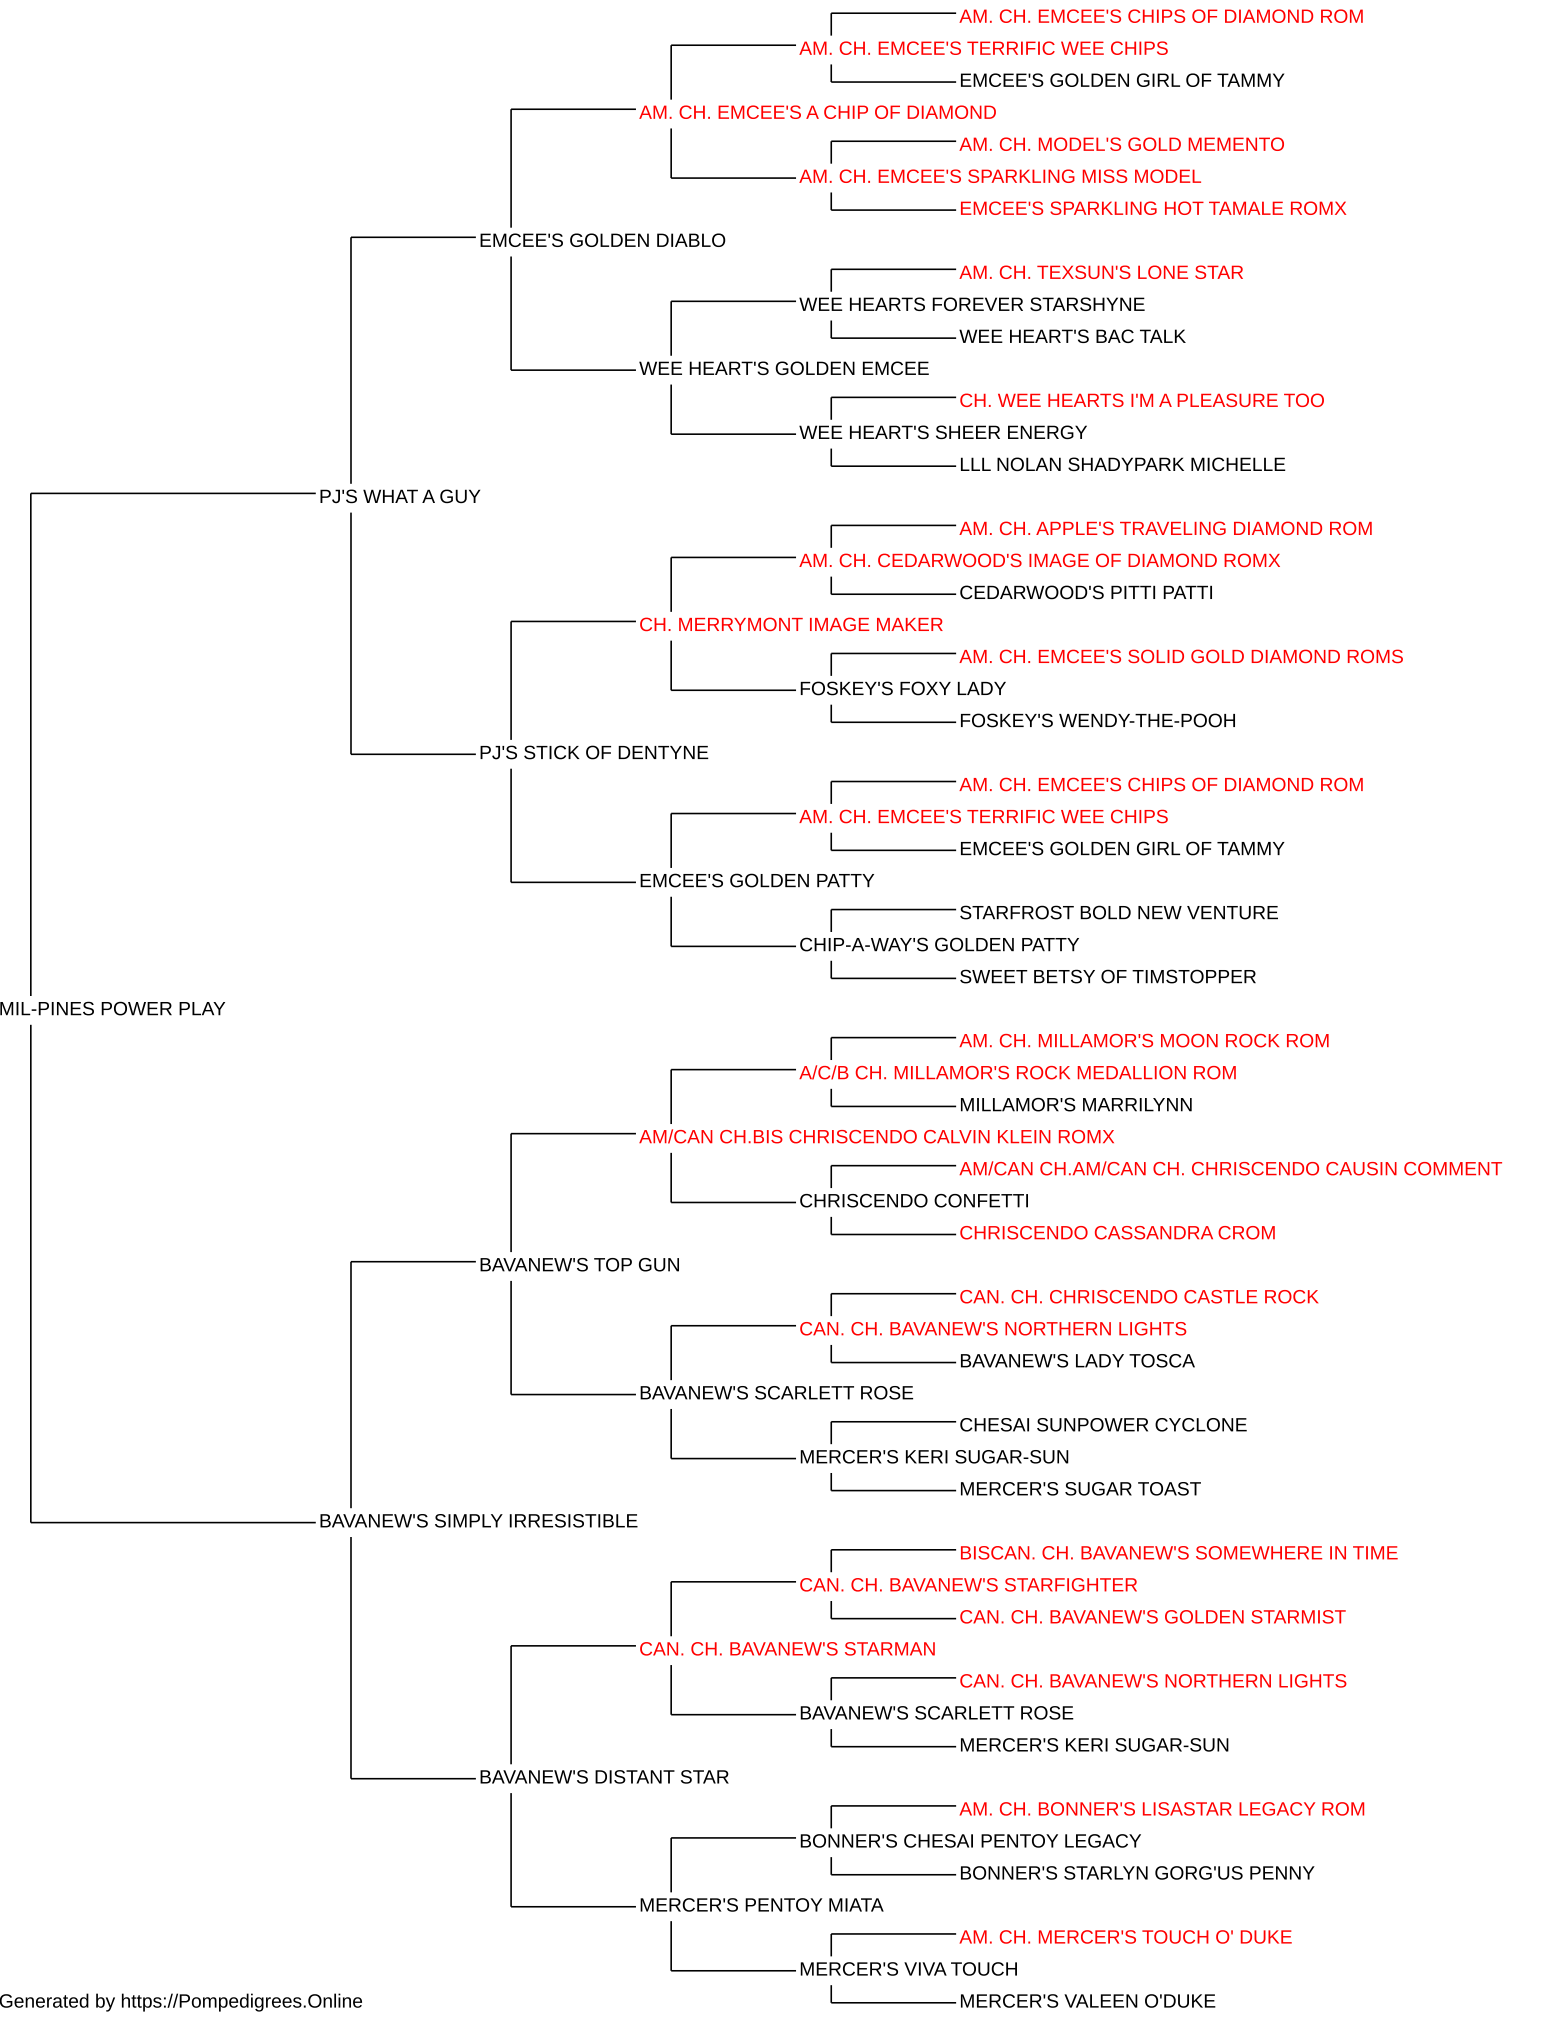 AM. CH. EMCEE'S CHIPS OF DIAMOND ROM
AM. CH. EMCEE'S TERRIFIC WEE CHIPS
EMCEE'S GOLDEN GIRL OF TAMMY
AM. CH. EMCEE'S A CHIP OF DIAMOND
AM. CH. MODEL'S GOLD MEMENTO
AM. CH. EMCEE'S SPARKLING MISS MODEL
EMCEE'S SPARKLING HOT TAMALE ROMX
EMCEE'S GOLDEN DIABLO
AM. CH. TEXSUN'S LONE STAR
WEE HEARTS FOREVER STARSHYNE
WEE HEART'S BAC TALK
WEE HEART'S GOLDEN EMCEE
CH. WEE HEARTS I'M A PLEASURE TOO
WEE HEART'S SHEER ENERGY
LLL NOLAN SHADYPARK MICHELLE
PJ'S WHAT A GUY
AM. CH. APPLE'S TRAVELING DIAMOND ROM
AM. CH. CEDARWOOD'S IMAGE OF DIAMOND ROMX
CEDARWOOD'S PITTI PATTI
CH. MERRYMONT IMAGE MAKER
AM. CH. EMCEE'S SOLID GOLD DIAMOND ROMS
FOSKEY'S FOXY LADY
FOSKEY'S WENDY-THE-POOH
PJ'S STICK OF DENTYNE
AM. CH. EMCEE'S CHIPS OF DIAMOND ROM
AM. CH. EMCEE'S TERRIFIC WEE CHIPS
EMCEE'S GOLDEN GIRL OF TAMMY
EMCEE'S GOLDEN PATTY
STARFROST BOLD NEW VENTURE
CHIP-A-WAY'S GOLDEN PATTY
SWEET BETSY OF TIMSTOPPER
MIL-PINES POWER PLAY
AM. CH. MILLAMOR'S MOON ROCK ROM
A/C/B CH. MILLAMOR'S ROCK MEDALLION ROM
MILLAMOR'S MARRILYNN
AM/CAN CH.BIS CHRISCENDO CALVIN KLEIN ROMX
AM/CAN CH.AM/CAN CH. CHRISCENDO CAUSIN COMMENT
CHRISCENDO CONFETTI
CHRISCENDO CASSANDRA CROM
BAVANEW'S TOP GUN
CAN. CH. CHRISCENDO CASTLE ROCK
CAN. CH. BAVANEW'S NORTHERN LIGHTS
BAVANEW'S LADY TOSCA
BAVANEW'S SCARLETT ROSE
CHESAI SUNPOWER CYCLONE
MERCER'S KERI SUGAR-SUN
MERCER'S SUGAR TOAST
BAVANEW'S SIMPLY IRRESISTIBLE
BISCAN. CH. BAVANEW'S SOMEWHERE IN TIME
CAN. CH. BAVANEW'S STARFIGHTER
CAN. CH. BAVANEW'S GOLDEN STARMIST
CAN. CH. BAVANEW'S STARMAN
CAN. CH. BAVANEW'S NORTHERN LIGHTS
BAVANEW'S SCARLETT ROSE
MERCER'S KERI SUGAR-SUN
BAVANEW'S DISTANT STAR
AM. CH. BONNER'S LISASTAR LEGACY ROM
BONNER'S CHESAI PENTOY LEGACY
BONNER'S STARLYN GORG'US PENNY
MERCER'S PENTOY MIATA
AM. CH. MERCER'S TOUCH O' DUKE
MERCER'S VIVA TOUCH
MERCER'S VALEEN O'DUKE
Generated by https://Pompedigrees.Online